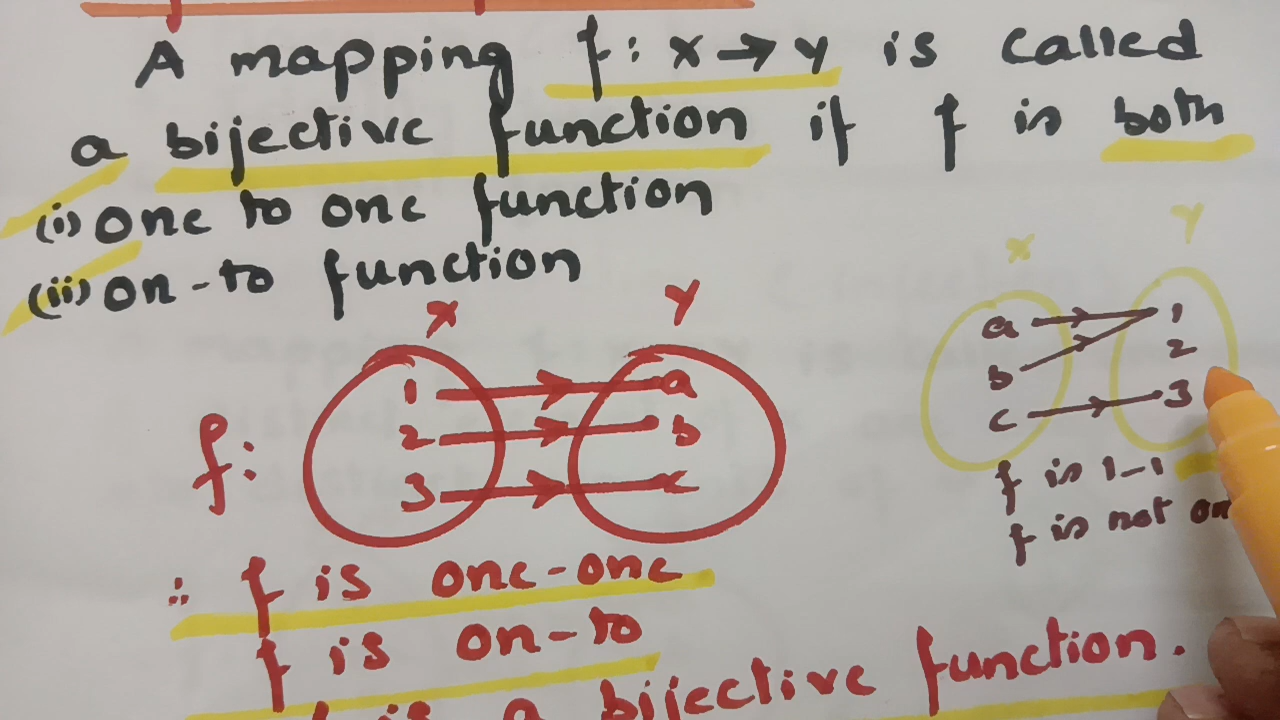 A mapping f: X → Y is called
a bijective function if f is both
(i) one to one function
(ii) on-to function
X Y
f:
1 a
2 b
3 c
∴ f is one-one
f is on-to
is a bijective function.
X Y
a 1
b 2
c 3
f is 1-1
f is not on